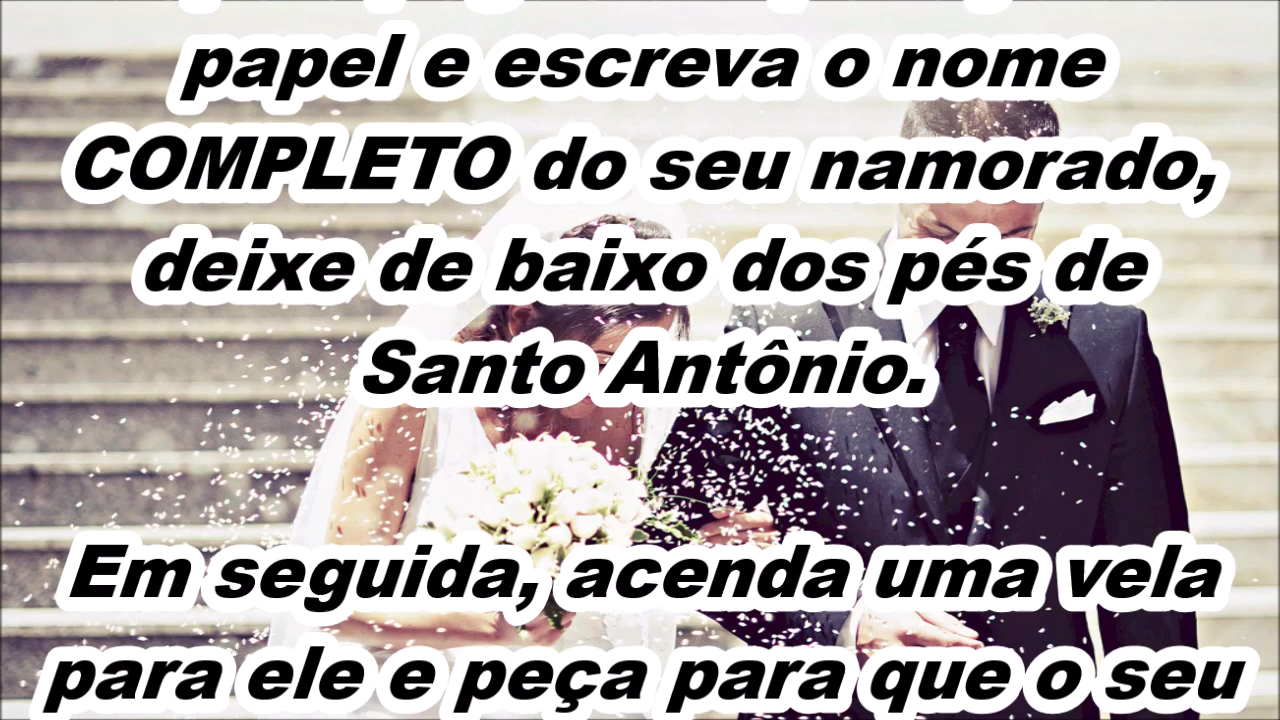 papel e escreva o nome
COMPLETO do seu namorado,
deixe de baixo dos pés de
Santo Antônio.
Em seguida, acenda uma vela
para ele e peça para que o seu